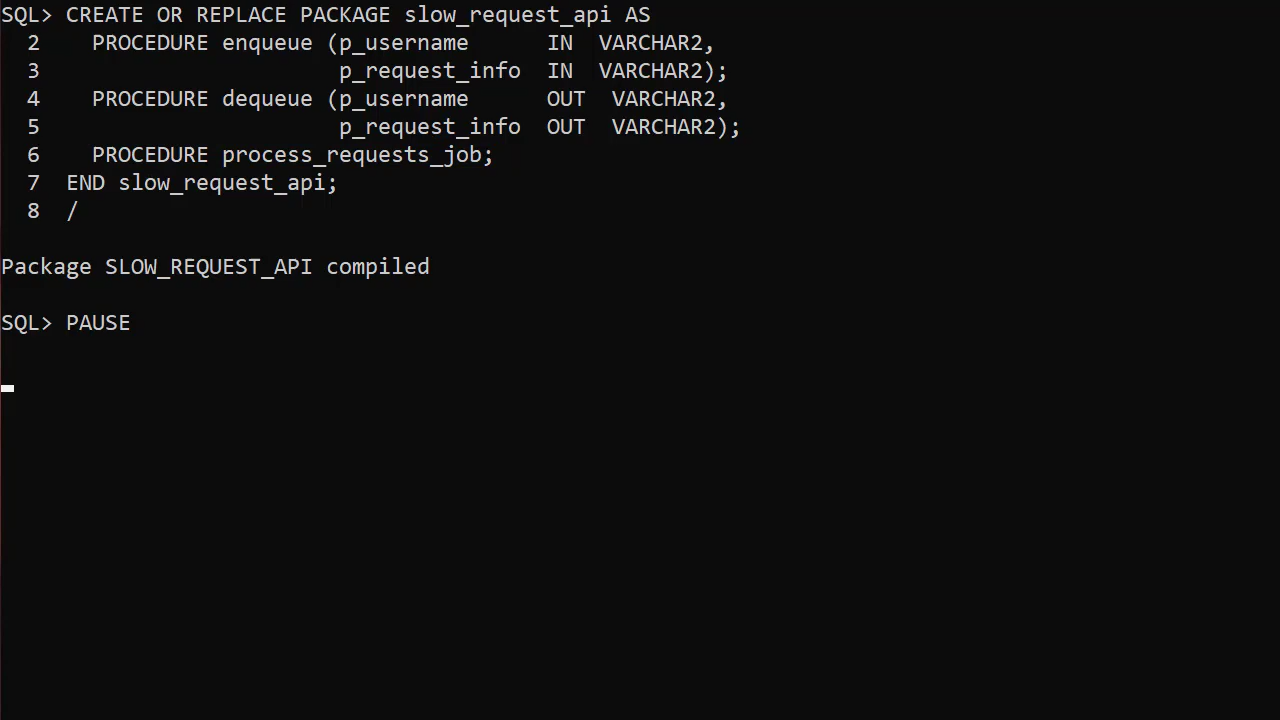 SQL> CREATE OR REPLACE PACKAGE slow_request_api AS
  2    PROCEDURE enqueue (p_username      IN  VARCHAR2,
  3                       p_request_info  IN  VARCHAR2);
  4    PROCEDURE dequeue (p_username      OUT  VARCHAR2,
  5                       p_request_info  OUT  VARCHAR2);
  6    PROCEDURE process_requests_job;
  7  END slow_request_api;
  8  /
Package SLOW_REQUEST_API compiled
SQL> PAUSE